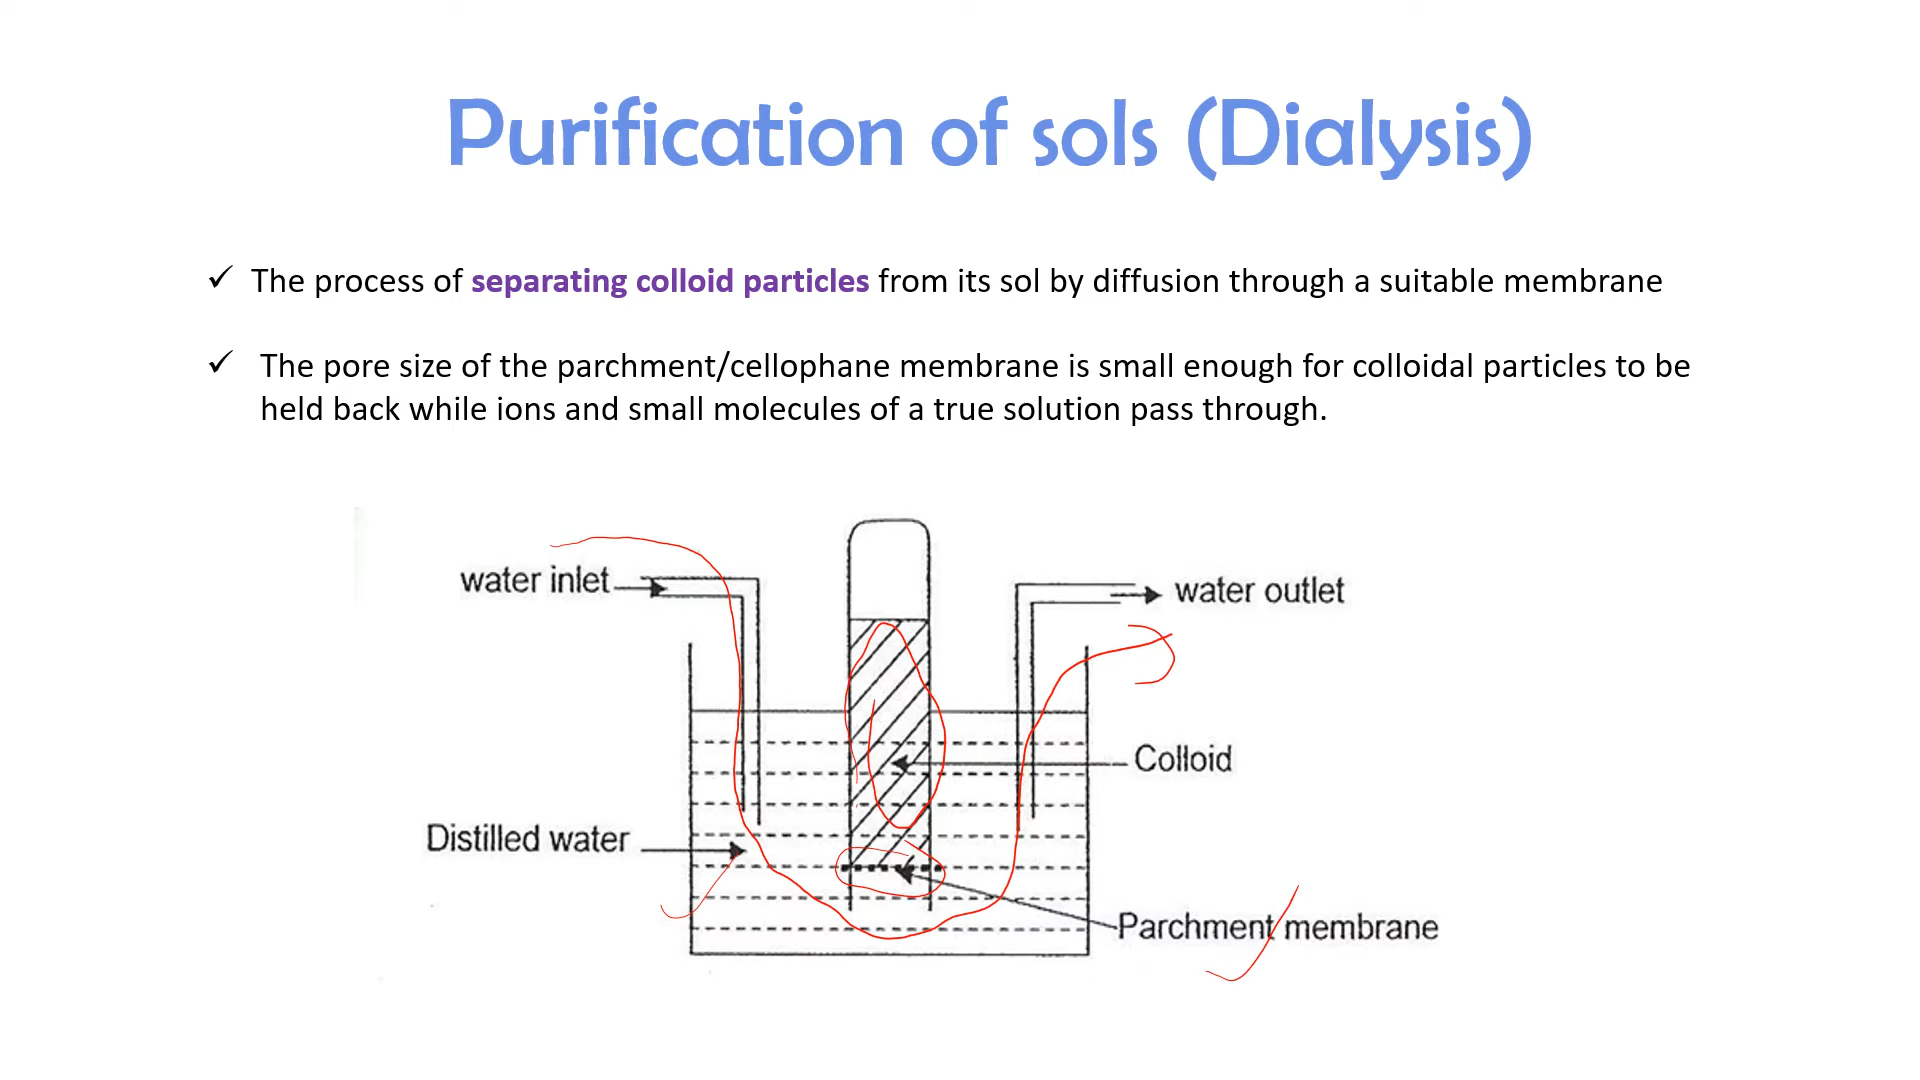 Purification of sols (Dialysis)
✓ The process of separating colloid particles from its sol by diffusion through a suitable membrane
✓ The pore size of the parchment/cellophane membrane is small enough for colloidal particles to be
held back while ions and small molecules of a true solution pass through.
water inlet
water outlet
Colloid
Distilled water
Parchment membrane